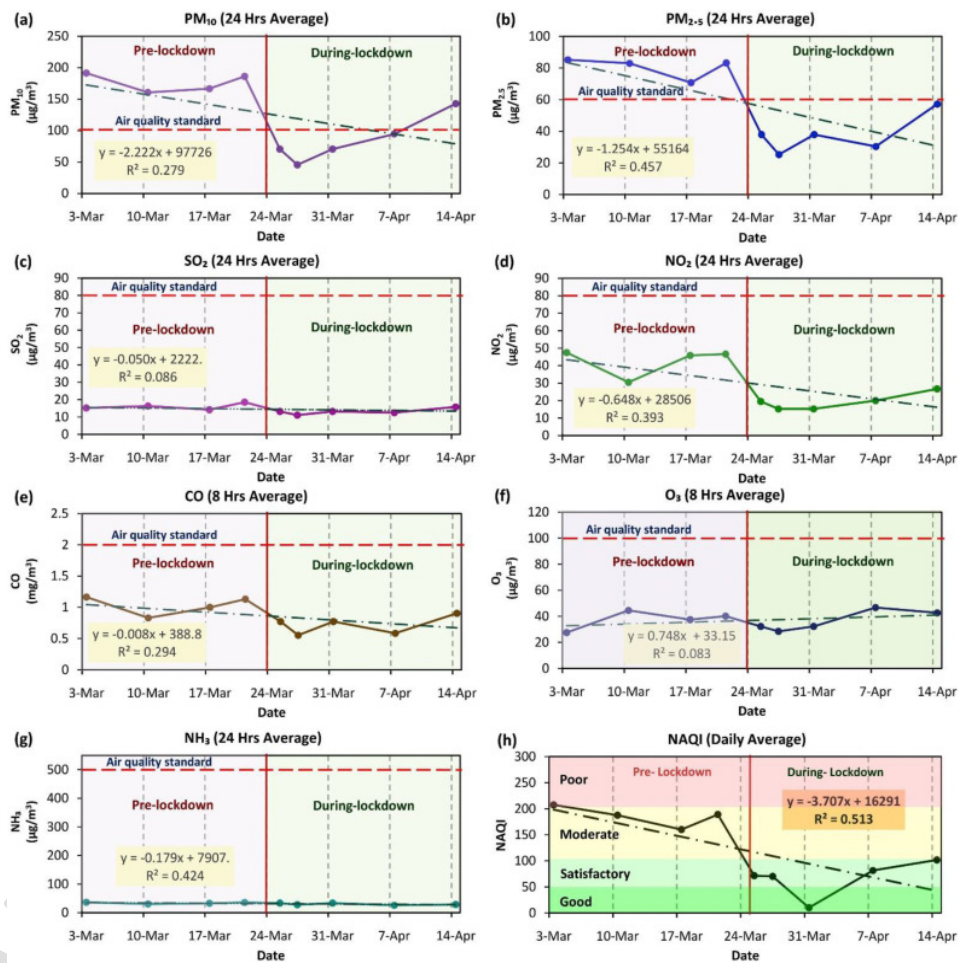 (a)
PM₁₀ (24 Hrs Average)
250
200
150
100
50
0
PM₁₀
(µg/m³)
Pre-lockdown
During-lockdown
Air quality standard
y = -2.222x + 97726
R² = 0.279
3-Mar 10-Mar 17-Mar 24-Mar 31-Mar 7-Apr 14-Apr
Date
(b)
PM₂.₅ (24 Hrs Average)
100
80
60
40
20
0
PM₂.₅
(µg/m³)
Pre-lockdown
During-lockdown
Air quality standard
y = -1.254x + 55164
R² = 0.457
3-Mar 10-Mar 17-Mar 24-Mar 31-Mar 7-Apr 14-Apr
Date
(c)
SO₂ (24 Hrs Average)
90
80
70
60
50
40
30
20
10
0
SO₂
(µg/m³)
Air quality standard
Pre-lockdown
During-lockdown
y = -0.050x + 2222.
R² = 0.086
3-Mar 10-Mar 17-Mar 24-Mar 31-Mar 7-Apr 14-Apr
Date
(d)
NO₂ (24 Hrs Average)
90
80
70
60
50
40
30
20
10
0
NO₂
(µg/m³)
Air quality standard
Pre-lockdown
During-lockdown
y = -0.648x + 28506
R² = 0.393
3-Mar 10-Mar 17-Mar 24-Mar 31-Mar 7-Apr 14-Apr
Date
(e)
CO (8 Hrs Average)
2.5
2
1.5
1
0.5
0
CO
(mg/m³)
Air quality standard
Pre-lockdown
During-lockdown
y = -0.008x + 388.8
R² = 0.294
3-Mar 10-Mar 17-Mar 24-Mar 31-Mar 7-Apr 14-Apr
Date
(f)
O₃ (8 Hrs Average)
120
100
80
60
40
20
0
O₃
(µg/m³)
Air quality standard
Pre-lockdown
During-lockdown
y = 0.748x + 33.15
R² = 0.083
3-Mar 10-Mar 17-Mar 24-Mar 31-Mar 7-Apr 14-Apr
Date
(g)
NH₃ (24 Hrs Average)
500
400
300
200
100
0
NH₃
(µg/m³)
Air quality standard
Pre-lockdown
During-lockdown
y = -0.179x + 7907.
R² = 0.424
3-Mar 10-Mar 17-Mar 24-Mar 31-Mar 7-Apr 14-Apr
Date
(h)
NAQI (Daily Average)
300
250
200
150
100
50
0
NAQI
Poor
Pre- Lockdown
During- Lockdown
y = -3.707x + 16291
R² = 0.513
Moderate
Satisfactory
Good
3-Mar 10-Mar 17-Mar 24-Mar 31-Mar 7-Apr 14-Apr
Date